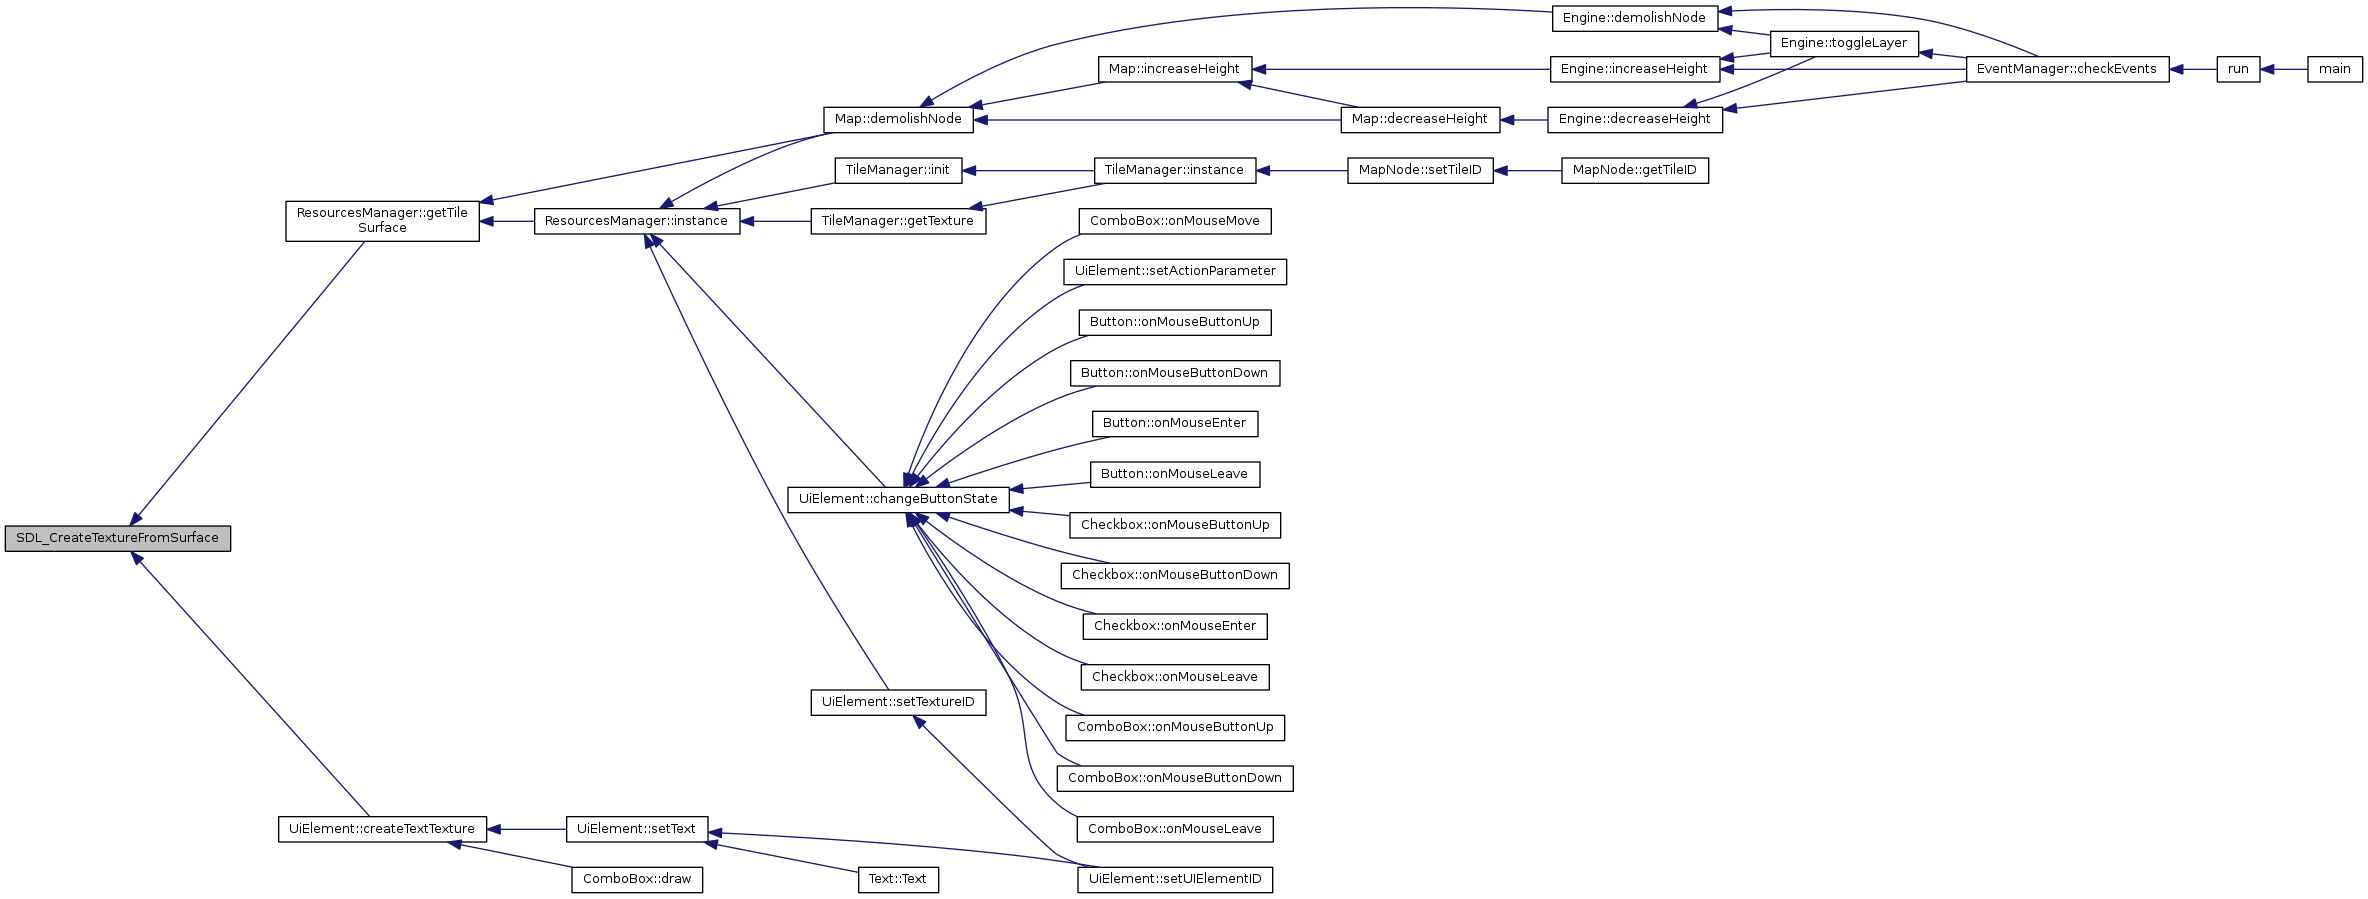 Engine::demolishNode
Engine::toggleLayer
Map::increaseHeight
Engine::increaseHeight
EventManager::checkEvents
run
main
Map::demolishNode
Map::decreaseHeight
Engine::decreaseHeight
TileManager::init
TileManager::instance
MapNode::setTileID
MapNode::getTileID
ResourcesManager::getTile
Surface
ResourcesManager::instance
TileManager::getTexture
ComboBox::onMouseMove
UiElement::setActionParameter
Button::onMouseButtonUp
Button::onMouseButtonDown
Button::onMouseEnter
Button::onMouseLeave
UiElement::changeButtonState
Checkbox::onMouseButtonUp
SDL_CreateTextureFromSurface
Checkbox::onMouseButtonDown
Checkbox::onMouseEnter
Checkbox::onMouseLeave
UiElement::setTextureID
ComboBox::onMouseButtonUp
ComboBox::onMouseButtonDown
UiElement::createTextTexture
UiElement::setText
ComboBox::onMouseLeave
ComboBox::draw
Text::Text
UiElement::setUIElementID